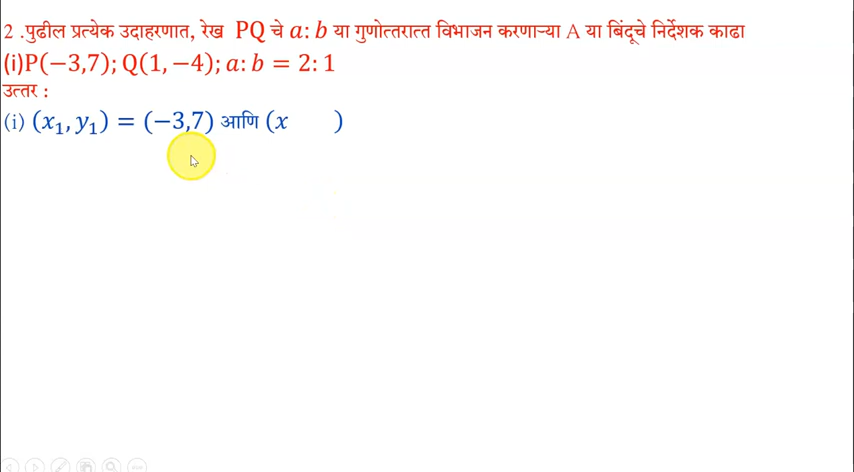 2 .पुढील प्रत्येक उदाहरणात, रेख PQ चे a: b या गुणोत्तरात्त विभाजन करणाऱ्या A या बिंदूचे निर्देशक काढा
(i)P(−3,7); Q(1, −4); a: b = 2: 1
उत्तर :
(i) (x₁, y₁) = (−3,7) आणि (x )